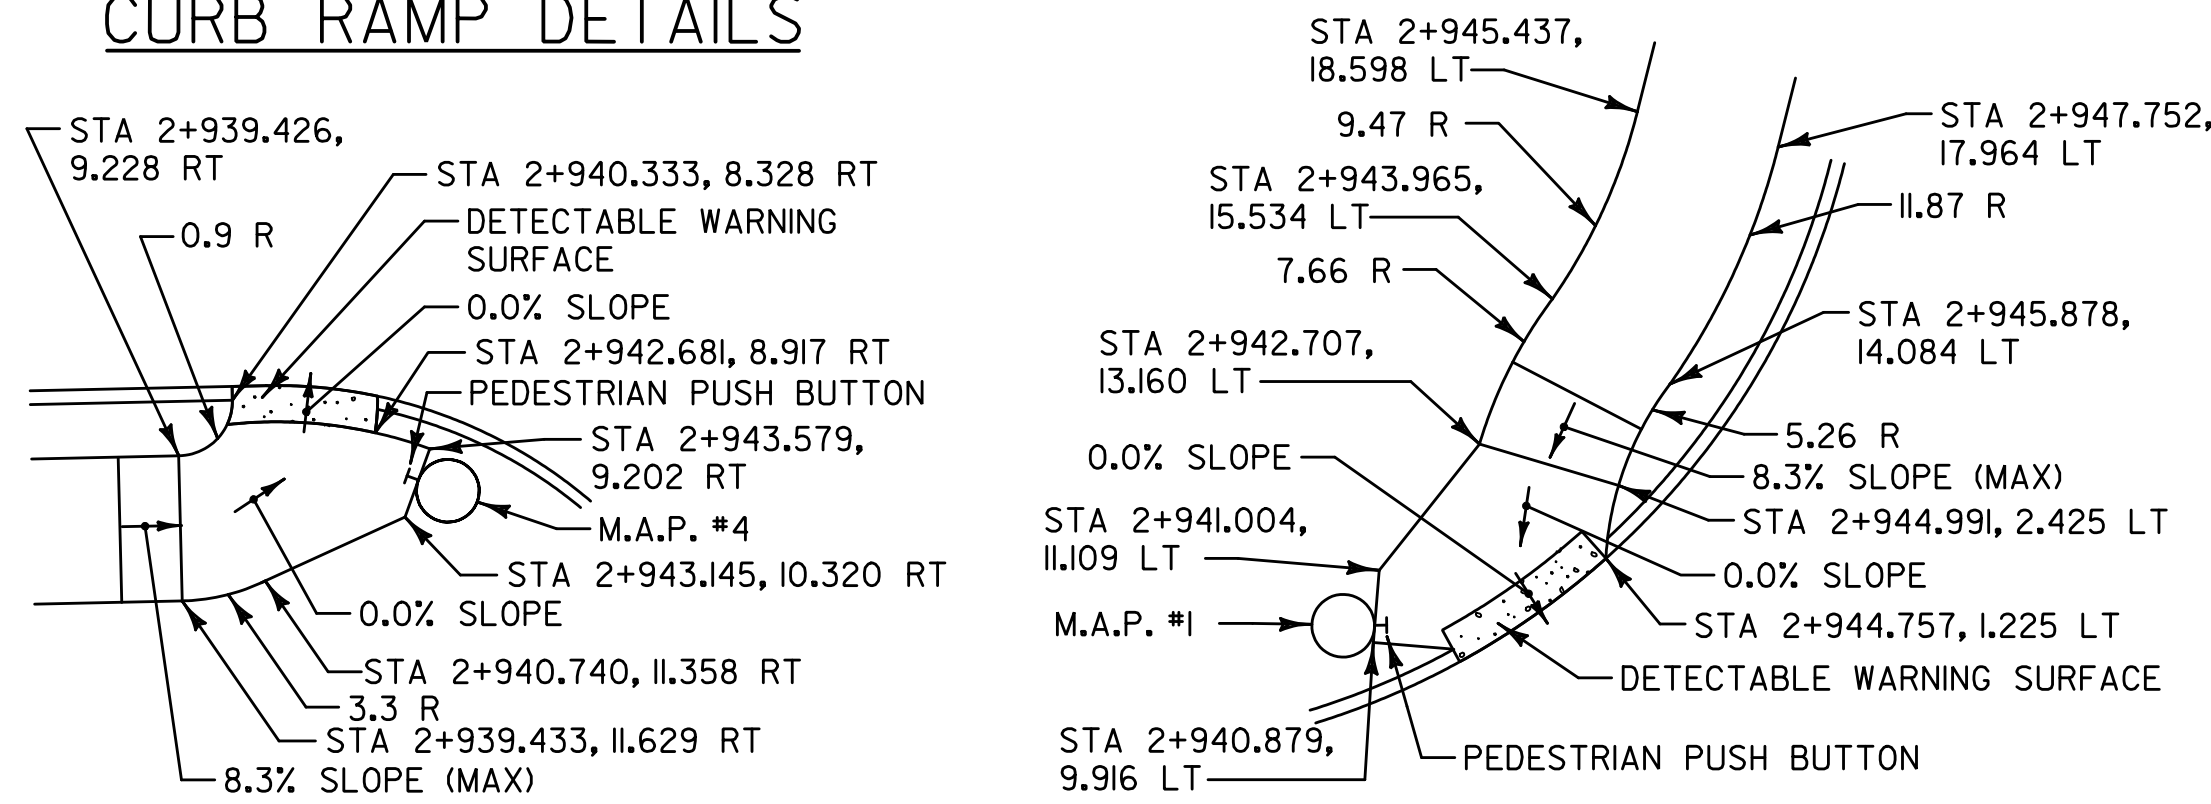 CURB RAMP DETAILS
STA 2+939.426,
9.228 RT
0.9 R
STA 2+940.333, 8.328 RT
DETECTABLE WARNING
SURFACE
0.0% SLOPE
STA 2+942.681, 8.917 RT
PEDESTRIAN PUSH BUTTON
STA 2+943.579,
9.202 RT
M.A.P. #4
STA 2+943.145, 10.320 RT
0.0% SLOPE
STA 2+940.740, 11.358 RT
3.3 R
STA 2+939.433, 11.629 RT
8.3% SLOPE (MAX)
STA 2+945.437,
18.598 LT
9.47 R
STA 2+943.965,
15.534 LT
7.66 R
STA 2+942.707,
13.160 LT
0.0% SLOPE
STA 2+941.004,
11.109 LT
M.A.P. #1
STA 2+940.879,
9.916 LT
STA 2+947.752,
17.964 LT
11.87 R
STA 2+945.878,
14.084 LT
5.26 R
8.3% SLOPE (MAX)
STA 2+944.991, 2.425 LT
0.0% SLOPE
STA 2+944.757, 1.225 LT
DETECTABLE WARNING SURFACE
PEDESTRIAN PUSH BUTTON